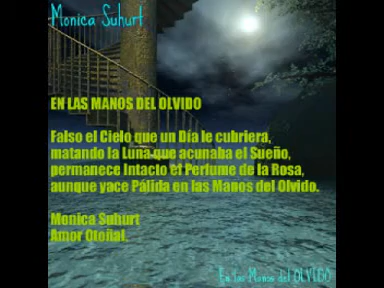 Monica Suhurt
EN LAS MANOS DEL OLVIDO
Falso el Cielo que un Día le cubriera,
matando la Luna que acunaba el Sueño,
permanece Intacto el Perfume de la Rosa,
aunque yace Pálida en las Manos del Olvido.
Monica Suhurt
Amor Otoñal.
En las Manos del OLVIDO